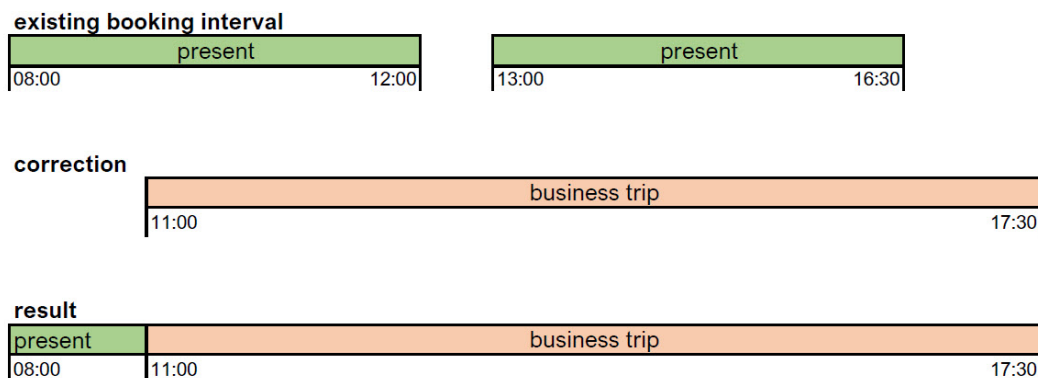 existing booking interval
present present
08:00 12:00 13:00 16:30
correction
business trip
11:00 17:30
result
present business trip
08:00 11:00 17:30